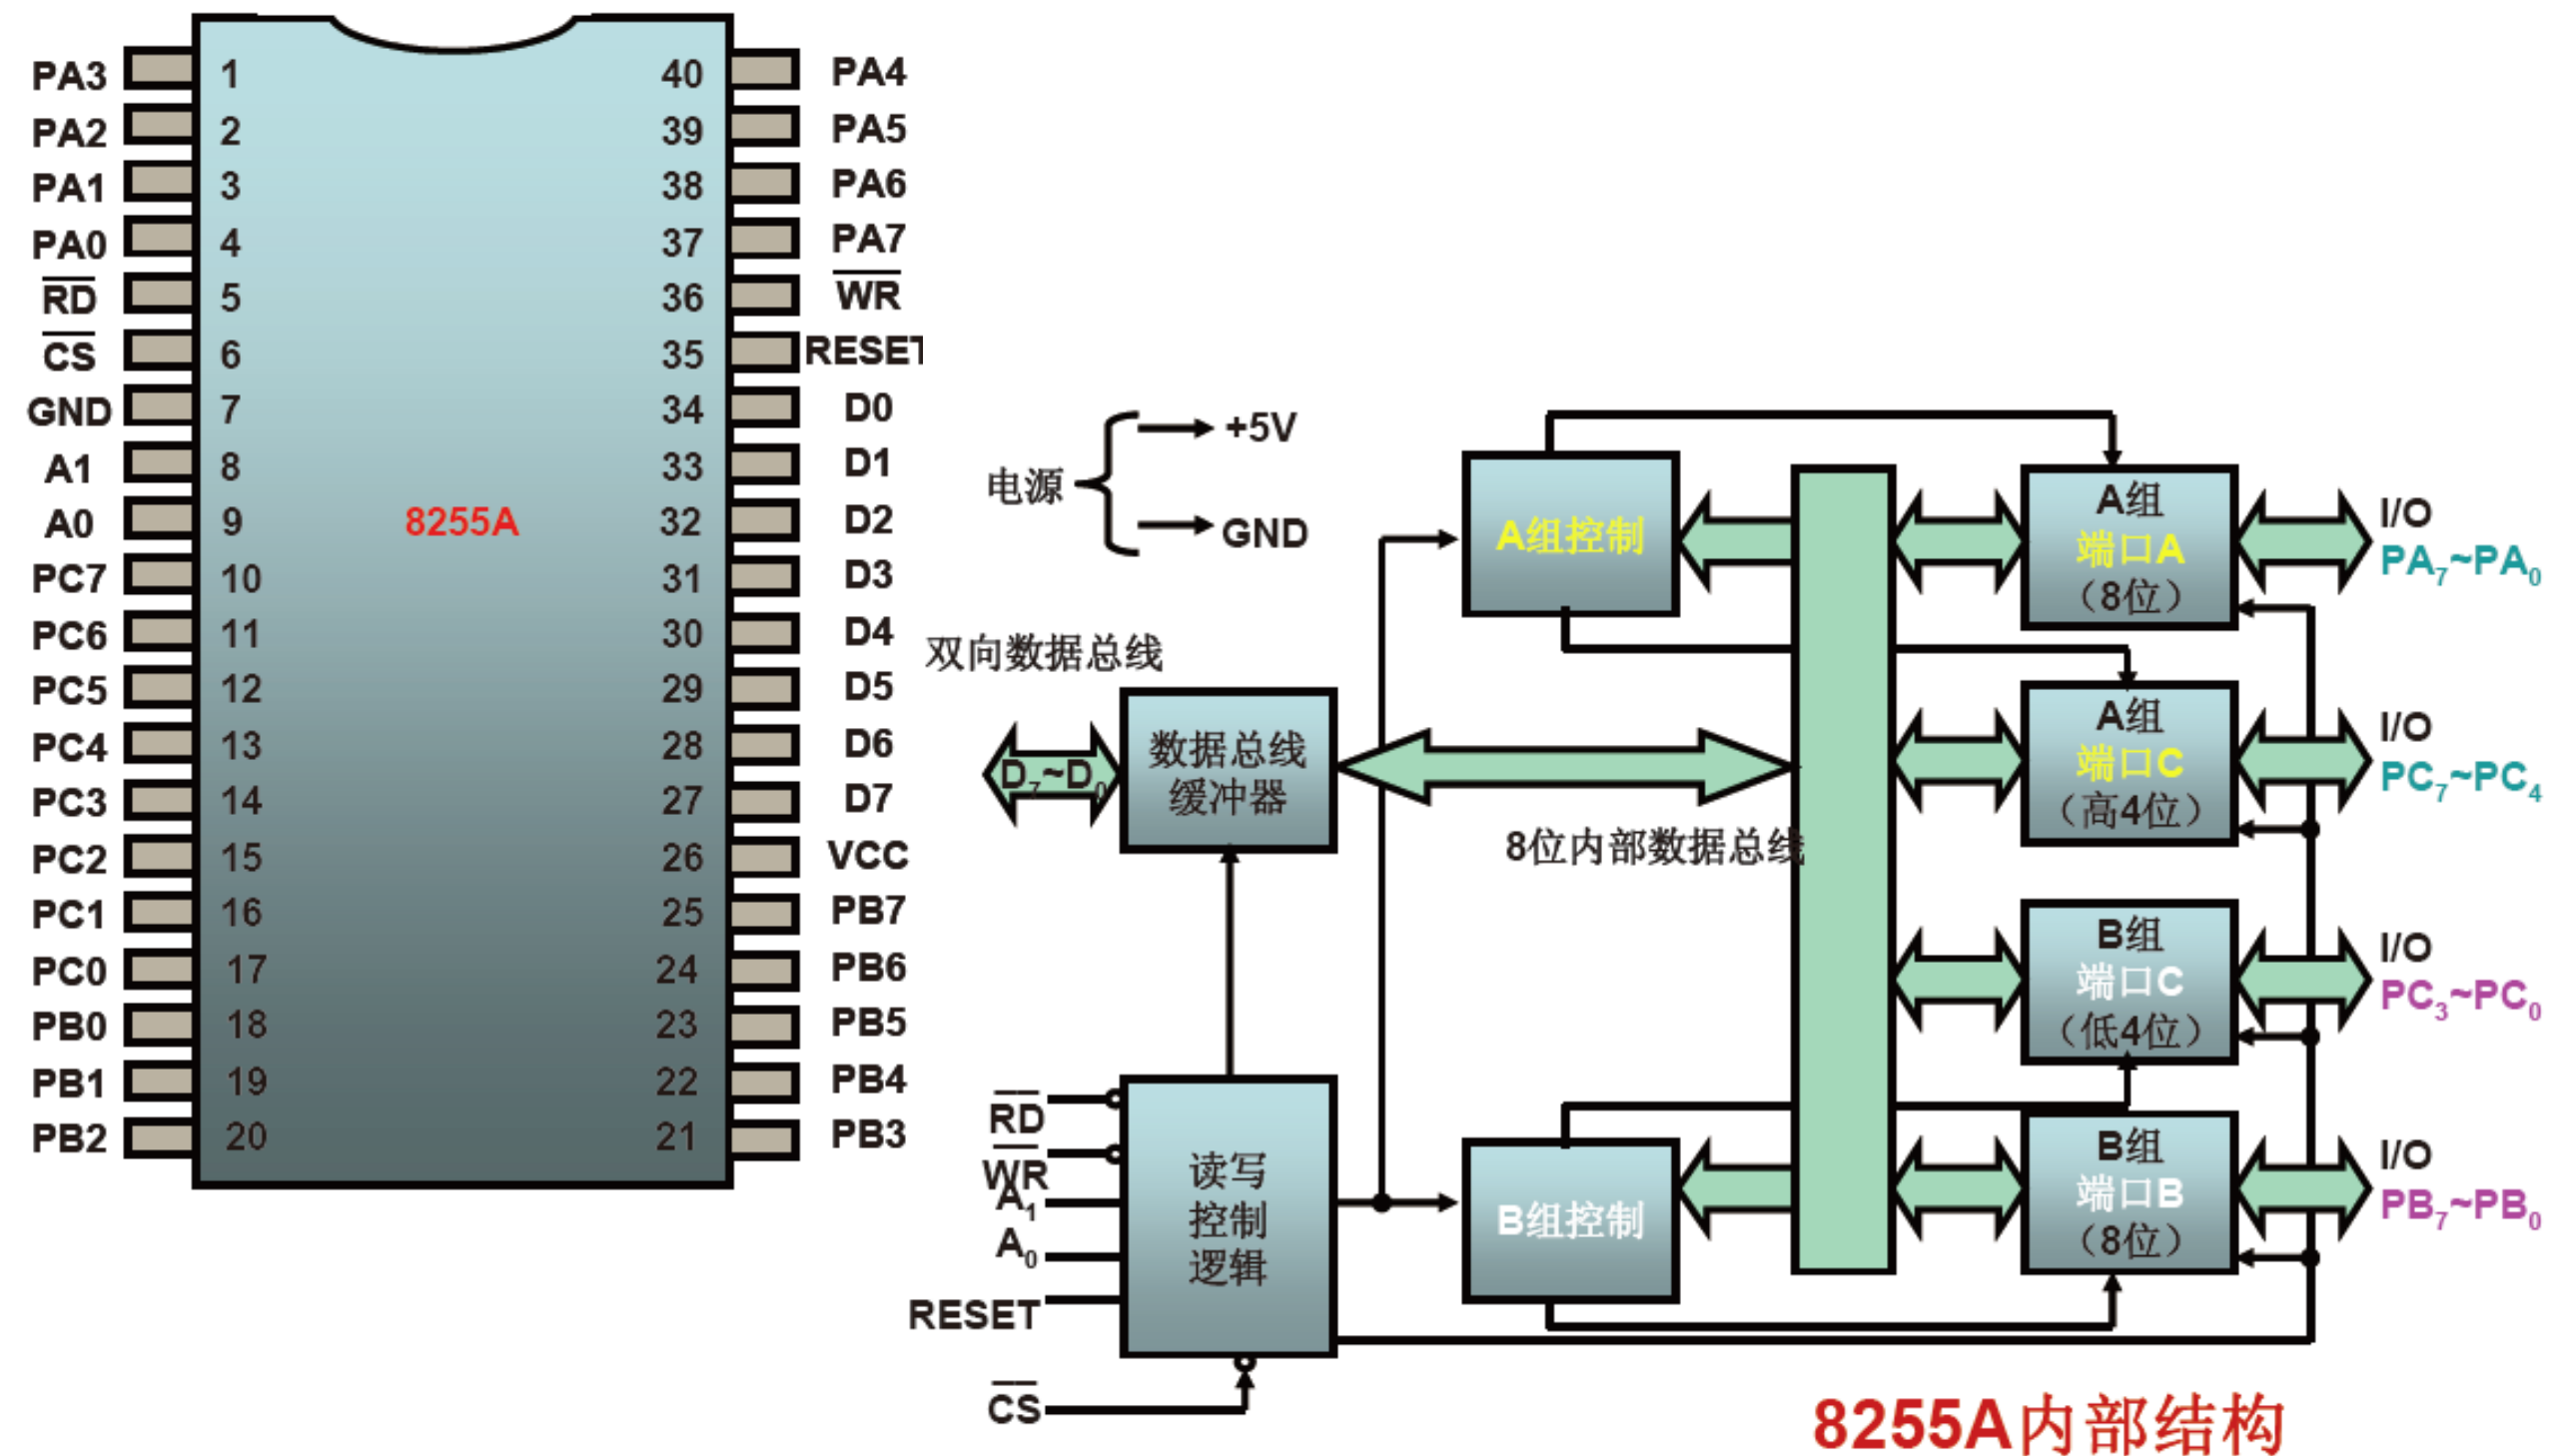 PA3 1 40 PA4
PA2 2 39 PA5
PA1 3 38 PA6
PA0 4 37 PA7
R̅D̅ 5 36 W̅R̅
C̅S̅ 6 35 RESET
GND 7 34 D0
A1 8 33 D1
A0 9 8255A 32 D2
PC7 10 31 D3
PC6 11 30 D4
PC5 12 29 D5
PC4 13 28 D6
PC3 14 27 D7
PC2 15 26 VCC
PC1 16 25 PB7
PC0 17 24 PB6
PB0 18 23 PB5
PB1 19 22 PB4
PB2 20 21 PB3
电源
+5V
GND
双向数据总线
D₇~D₀
数据总线
缓冲器
8位内部数据总线
R̅D̅
W̅R̅
A₁
A₀
RESET
C̅S̅
读写
控制
逻辑
A组控制
B组控制
A组
端口A
（8位）
I/O
PA₇~PA₀
A组
端口C
（高4位）
I/O
PC₇~PC₄
B组
端口C
（低4位）
I/O
PC₃~PC₀
B组
端口B
（8位）
I/O
PB₇~PB₀
8255A内部结构